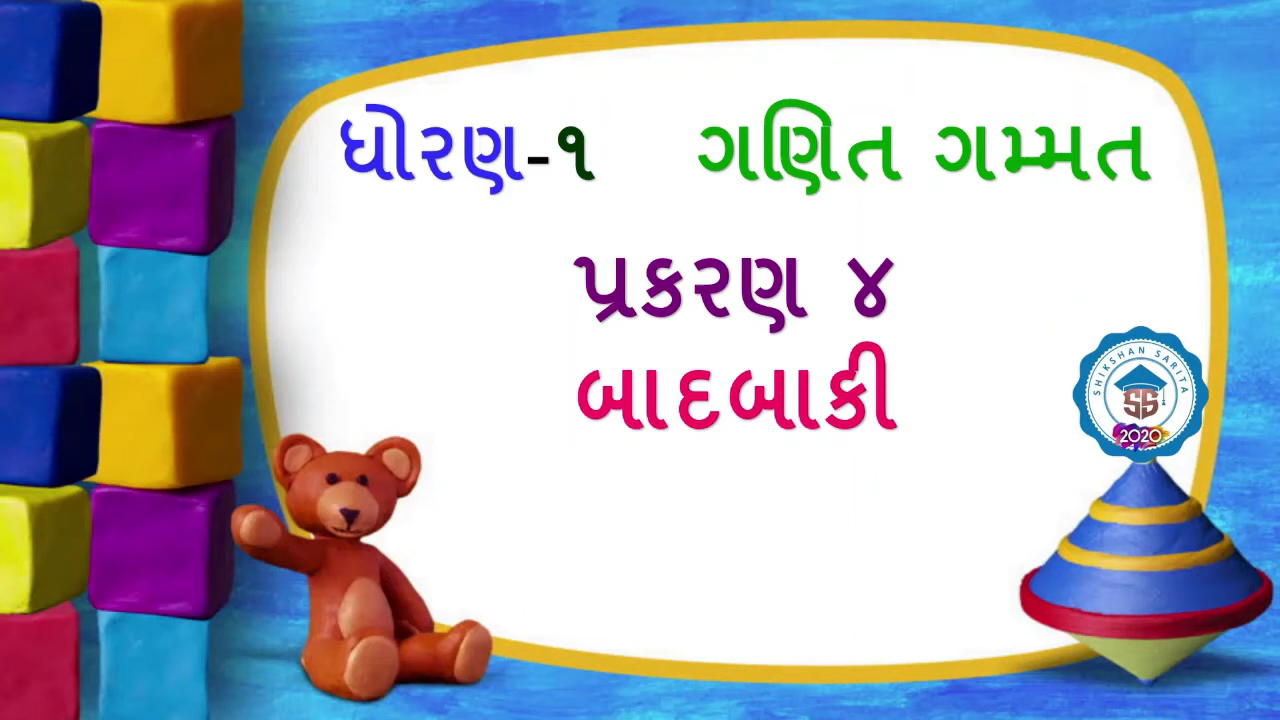 ધોરણ-૧ ગણિત ગમ્મત
પ્રકરણ ૪
બાદબાકી
SHIKSHAN SARITA
SS
2020